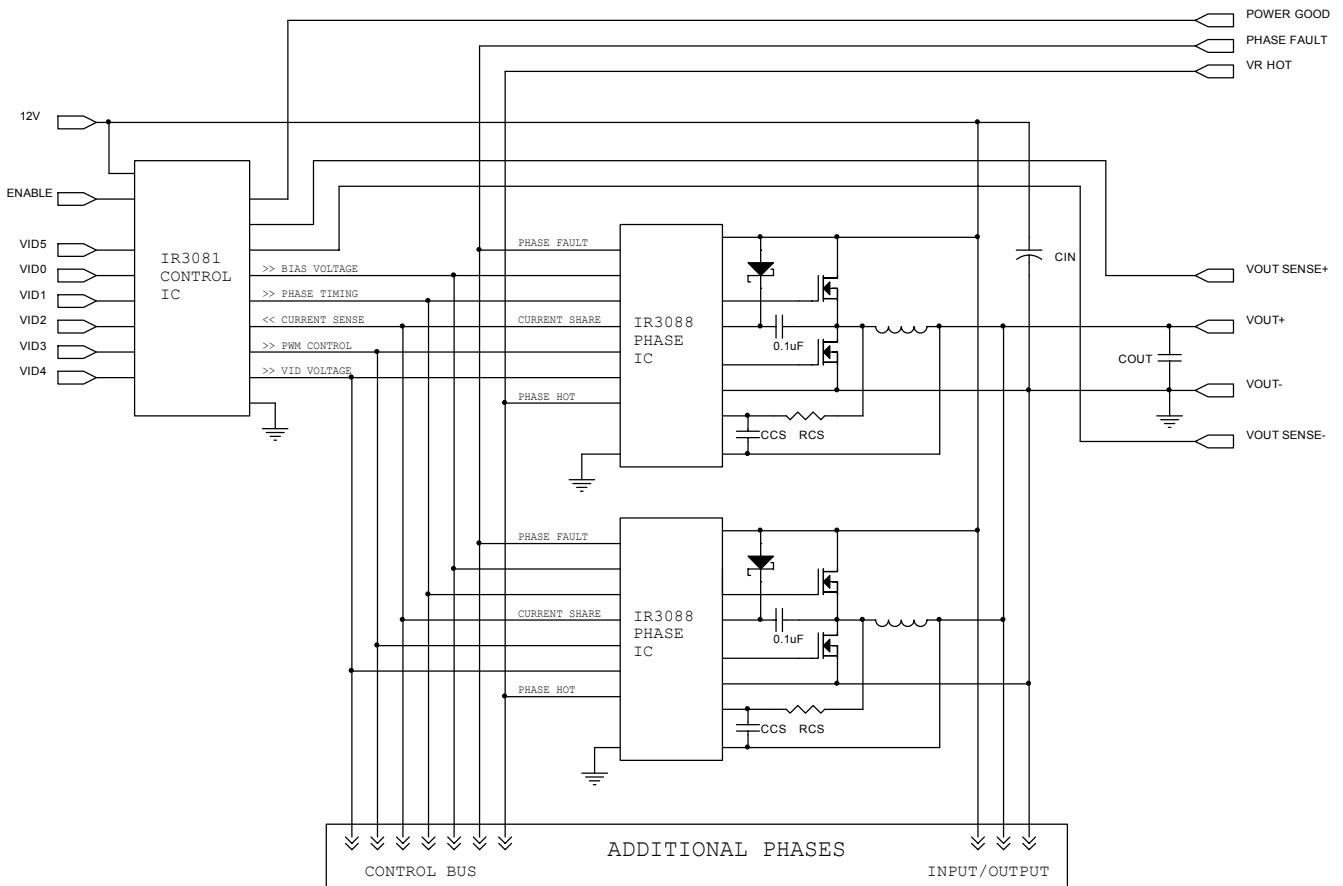 POWER GOOD
PHASE FAULT
VR HOT
12V
ENABLE
VID5
VID0
VID1
VID2
VID3
VID4
IR3081
CONTROL
IC
>> BIAS VOLTAGE
>> PHASE TIMING
<< CURRENT SENSE
>> PWM CONTROL
>> VID VOLTAGE
PHASE FAULT
CURRENT SHARE
PHASE HOT
IR3088
PHASE
IC
0.1uF
CCS RCS
CIN
COUT
VOUT SENSE+
VOUT+
VOUT-
VOUT SENSE-
PHASE FAULT
CURRENT SHARE
PHASE HOT
IR3088
PHASE
IC
0.1uF
CCS RCS
ADDITIONAL PHASES
CONTROL BUS
INPUT/OUTPUT